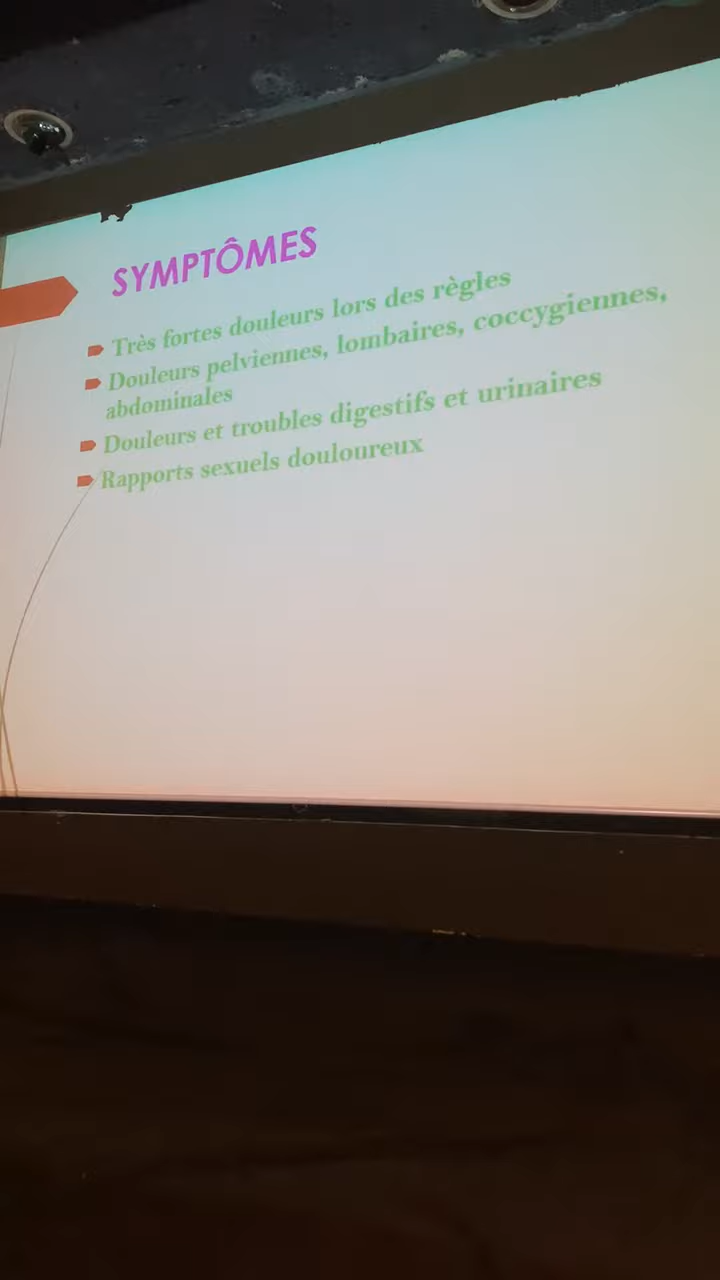 SYMPTÔMES
Très fortes douleurs lors des règles
Douleurs pelviennes, lombaires, coccygiennes,
abdominales
Douleurs et troubles digestifs et urinaires
Rapports sexuels douloureux